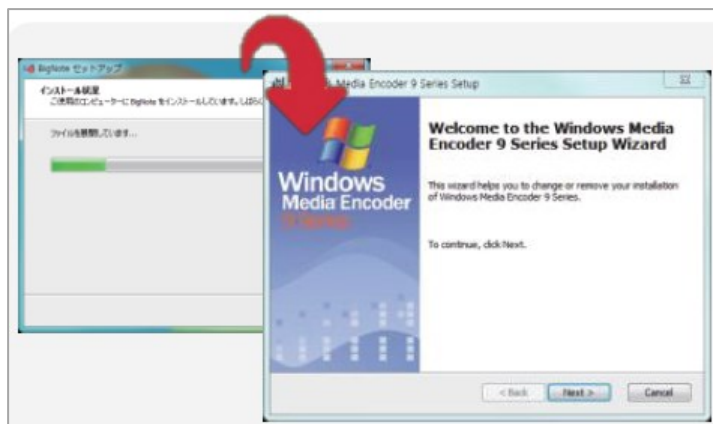 BigNote セットアップ
インストール状況
ご使用のコンピューターに BigNote をインストールしています。しばらく
ファイルを展開しています...
Media Encoder 9 Series Setup
Windows
Media Encoder
9 Series
Welcome to the Windows Media
Encoder 9 Series Setup Wizard
This wizard helps you to change or remove your installation
of Windows Media Encoder 9 Series.
To continue, click Next.
< Back
Next >
Cancel